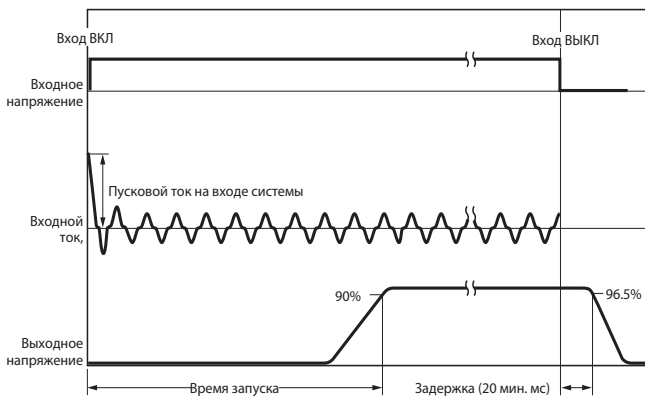 Вход ВКЛ
Вход ВЫКЛ
Входное
напряжение
Пусковой ток на входе системы
Входной
ток,
90%
96.5%
Выходное
напряжение
Время запуска
Задержка (20 мин. мс)